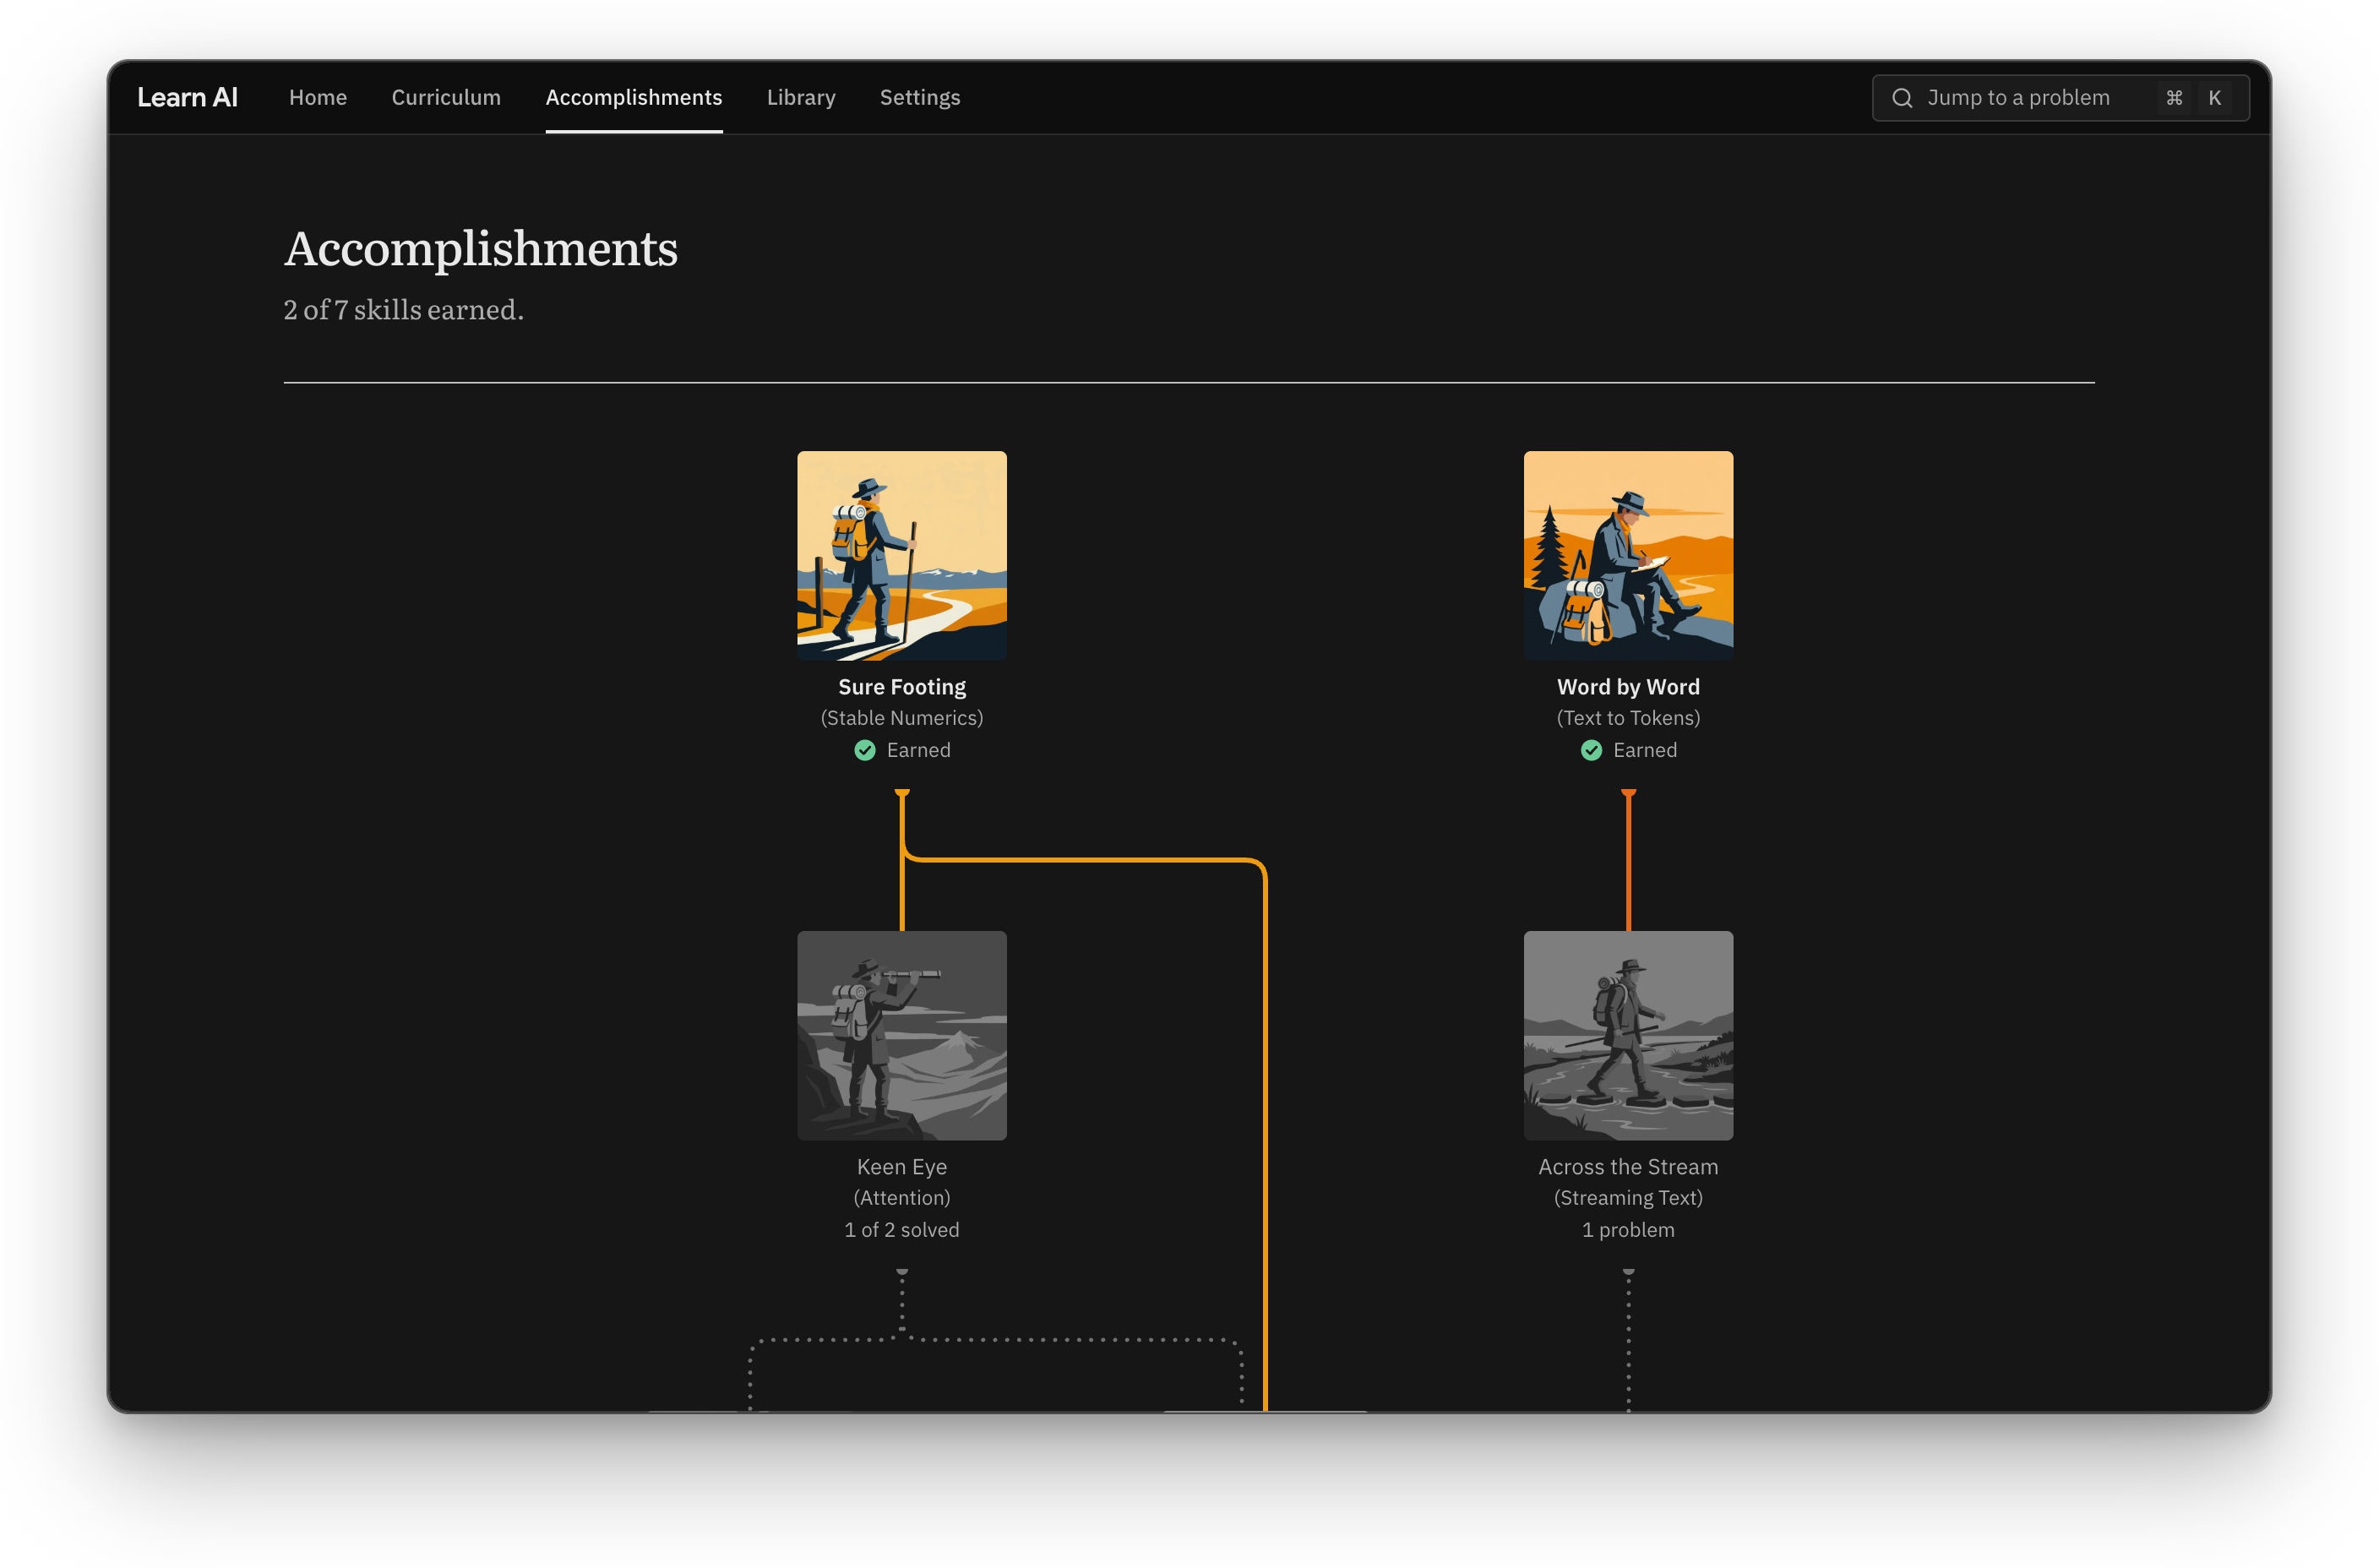 Learn AI Home Curriculum Accomplishments Library Settings Jump to a problem ⌘ K
Accomplishments
2 of 7 skills earned.
Sure Footing
(Stable Numerics)
Earned
Word by Word
(Text to Tokens)
Earned
Keen Eye
(Attention)
1 of 2 solved
Across the Stream
(Streaming Text)
1 problem